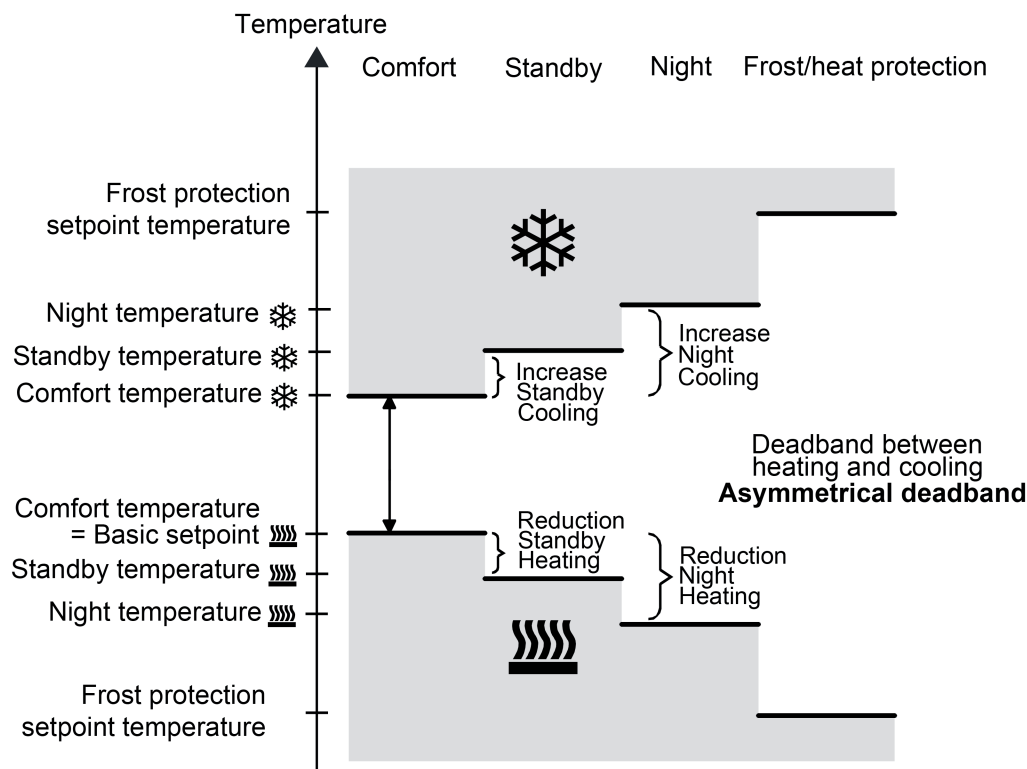 Temperature
Comfort
Standby
Night
Frost/heat protection
Frost protection
setpoint temperature
Night temperature
Standby temperature
Comfort temperature
Increase
Standby
Cooling
Increase
Night
Cooling
Deadband between
heating and cooling
Asymmetrical deadband
Comfort temperature
= Basic setpoint
Standby temperature
Night temperature
Reduction
Standby
Heating
Reduction
Night
Heating
Frost protection
setpoint temperature